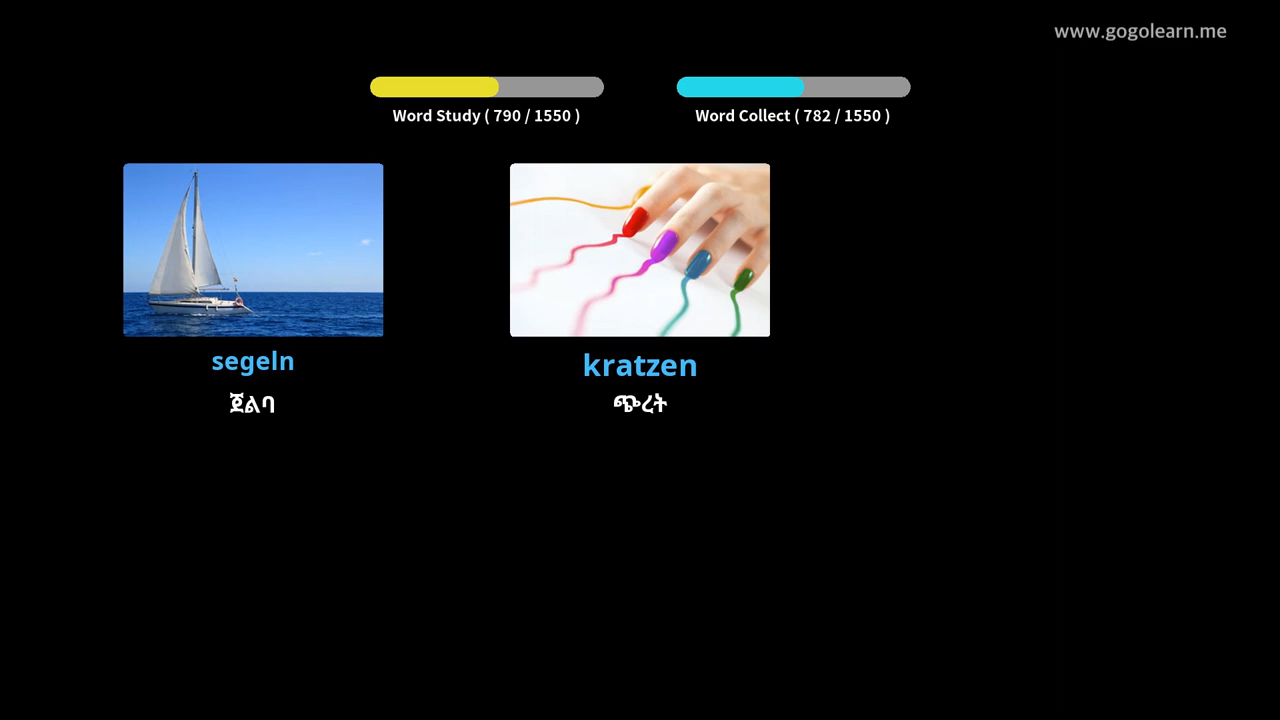 www.gogolearn.me
Word Study ( 790 / 1550 )
Word Collect ( 782 / 1550 )
segeln
ጀልባ
kratzen
ጭረት